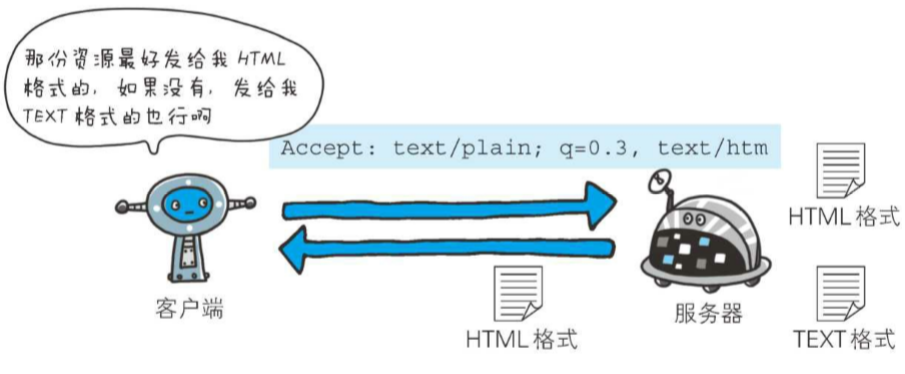 那份资源最好发给我 HTML
格式的，如果没有，发给我
TEXT 格式的也行啊
Accept: text/plain; q=0.3, text/htm
HTML 格式
客户端
服务器
HTML 格式
TEXT 格式